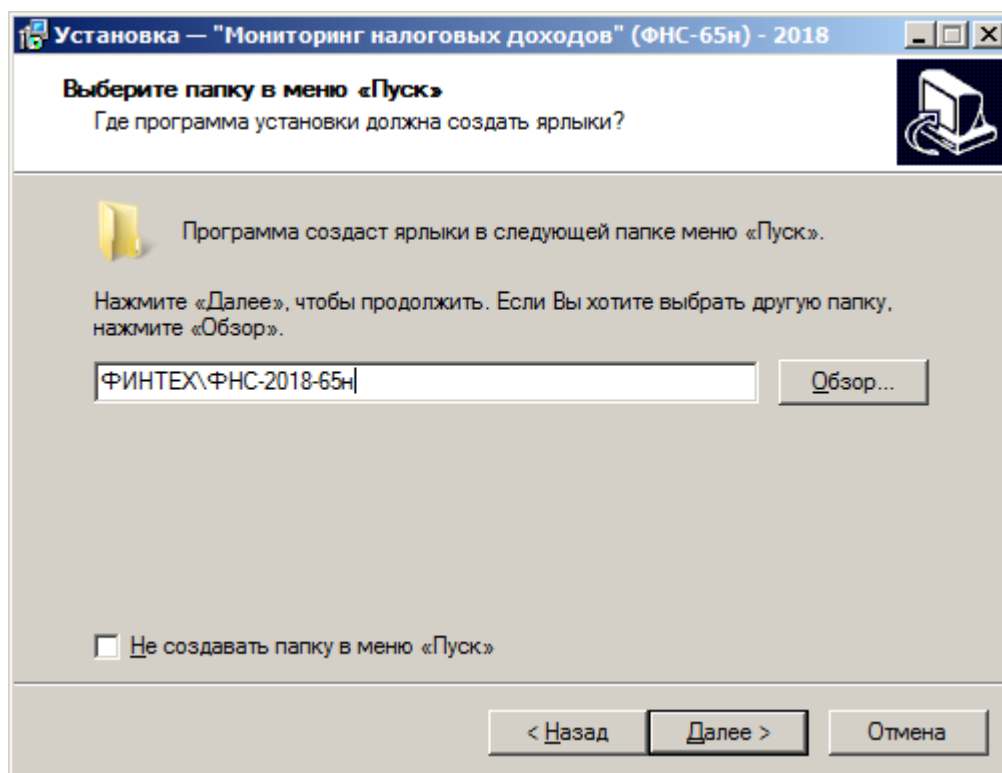 Установка — "Мониторинг налоговых доходов" (ФНС-65н) - 2018
Выберите папку в меню «Пуск»
Где программа установки должна создать ярлыки?
Программа создаст ярлыки в следующей папке меню «Пуск».
Нажмите «Далее», чтобы продолжить. Если Вы хотите выбрать другую папку,
нажмите «Обзор».
ФИНТЕХ\ФНС-2018-65н
Обзор...
Не создавать папку в меню «Пуск»
< Назад
Далее >
Отмена